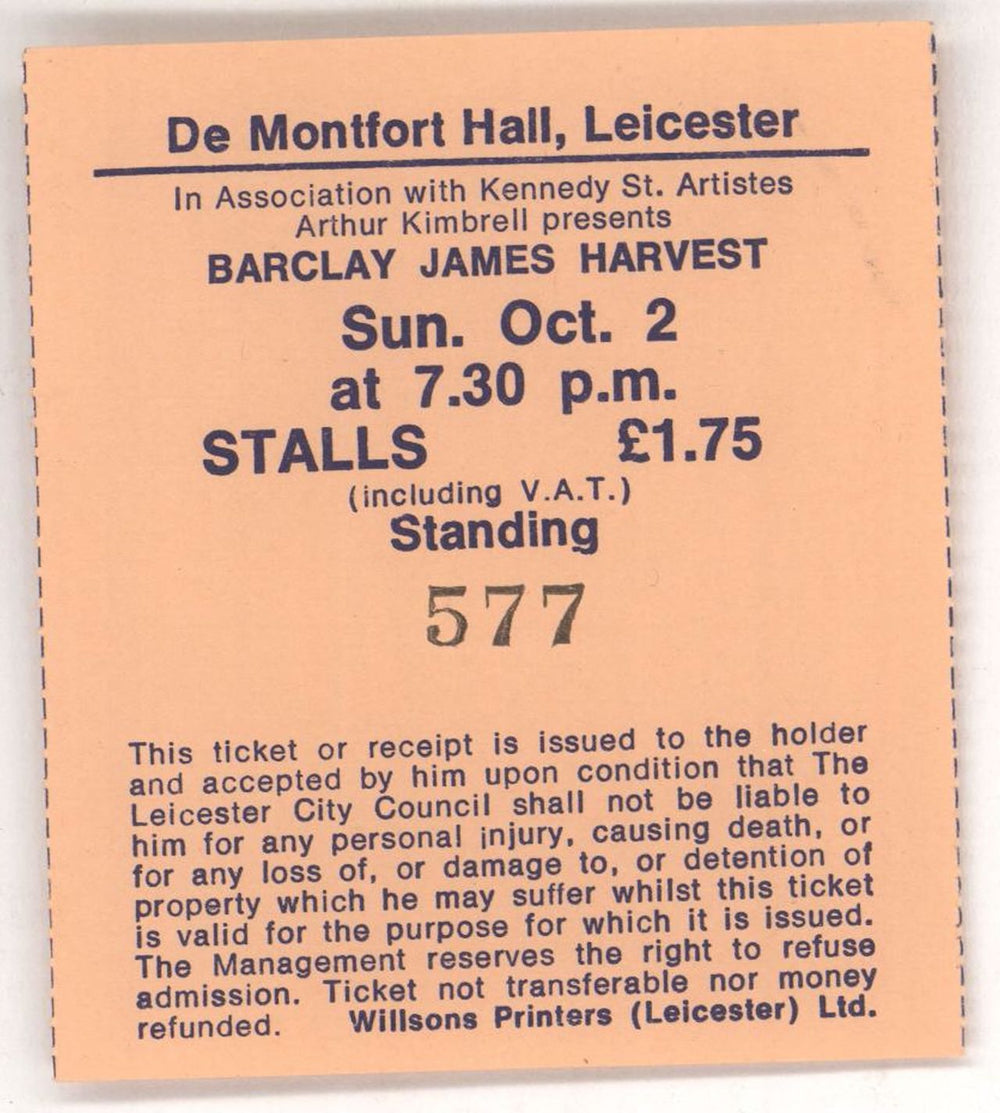 De Montfort Hall, Leicester
In Association with Kennedy St. Artistes
Arthur Kimbrell presents
BARCLAY JAMES HARVEST
Sun. Oct. 2
at 7.30 p.m.
STALLS £1.75
(including V.A.T.)
Standing
577
This ticket or receipt is issued to the holder
and accepted by him upon condition that The
Leicester City Council shall not be liable to
him for any personal injury, causing death, or
for any loss of, or damage to, or detention of
property which he may suffer whilst this ticket
is valid for the purpose for which it is issued.
The Management reserves the right to refuse
admission. Ticket not transferable nor money
refunded. Willsons Printers (Leicester) Ltd.